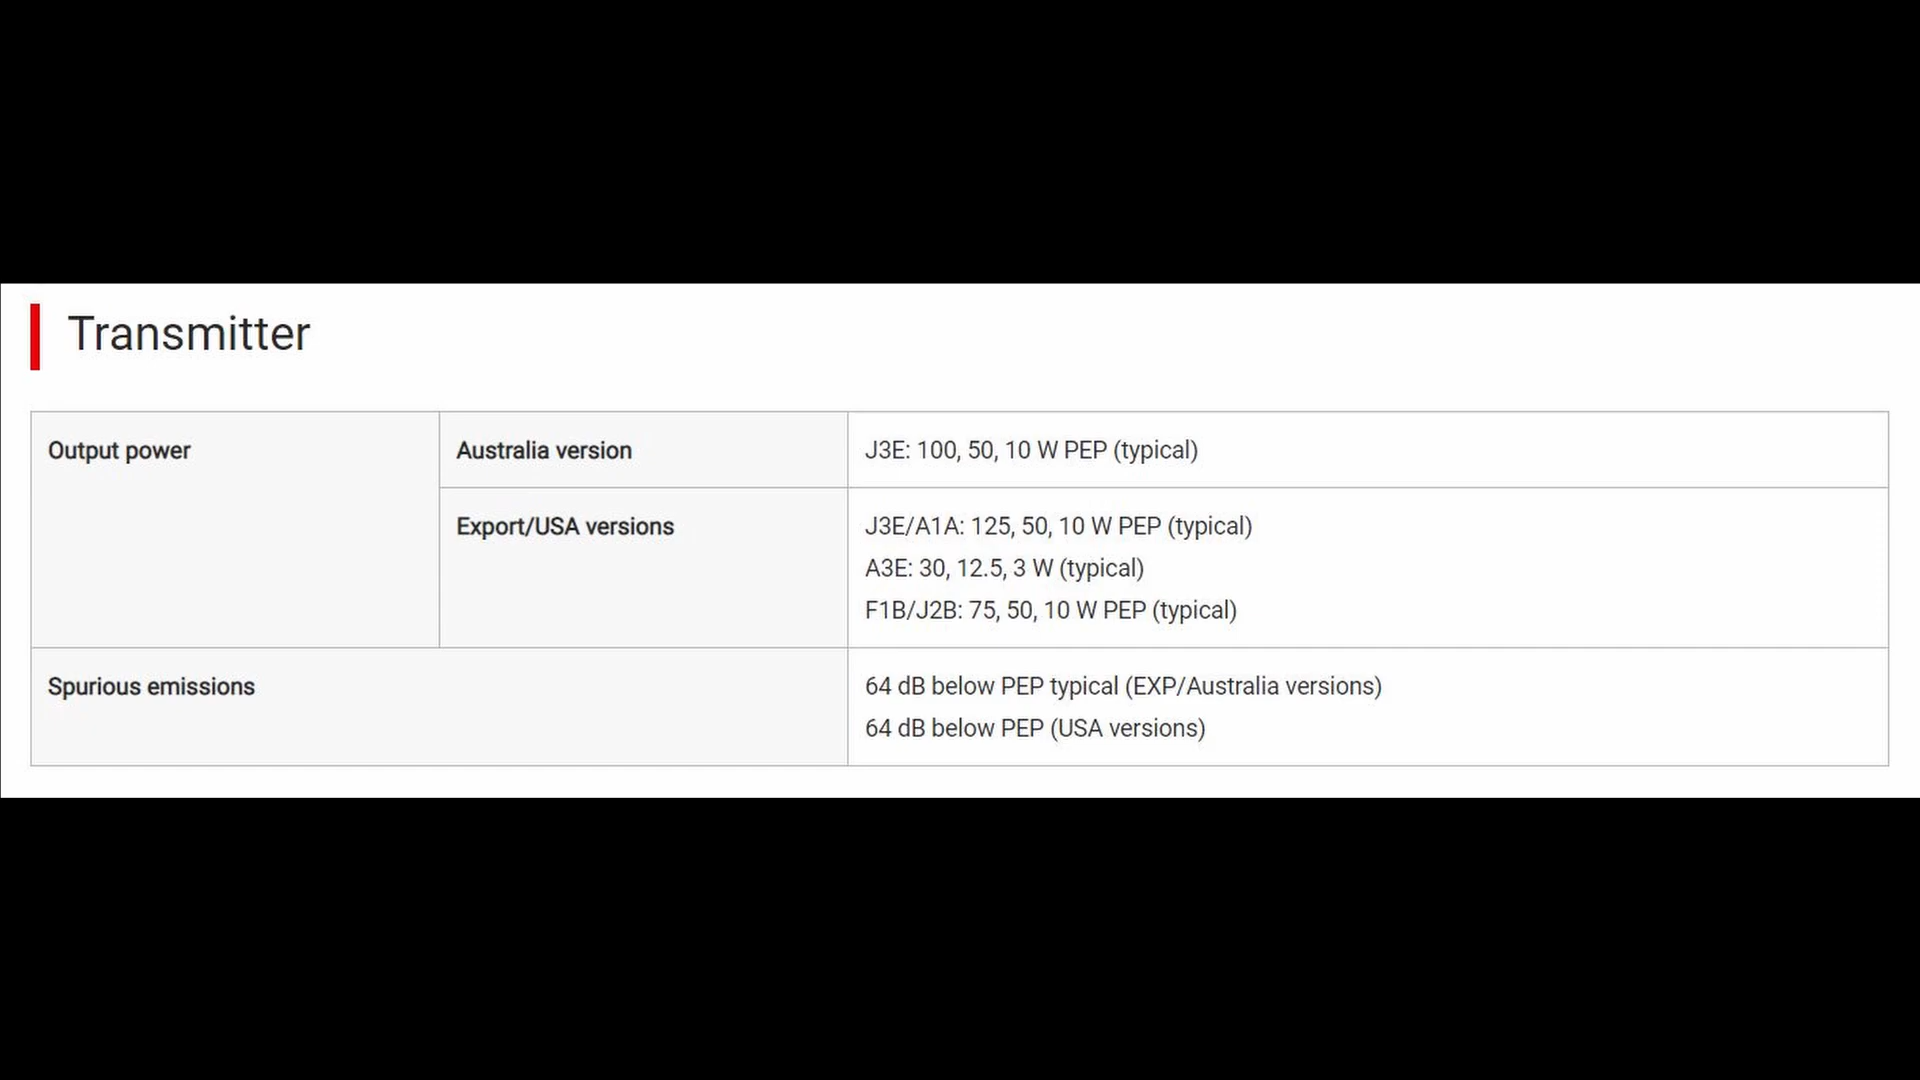 Transmitter
Output power
Australia version
J3E: 100, 50, 10 W PEP (typical)
Export/USA versions
J3E/A1A: 125, 50, 10 W PEP (typical)
A3E: 30, 12.5, 3 W (typical)
F1B/J2B: 75, 50, 10 W PEP (typical)
Spurious emissions
64 dB below PEP typical (EXP/Australia versions)
64 dB below PEP (USA versions)